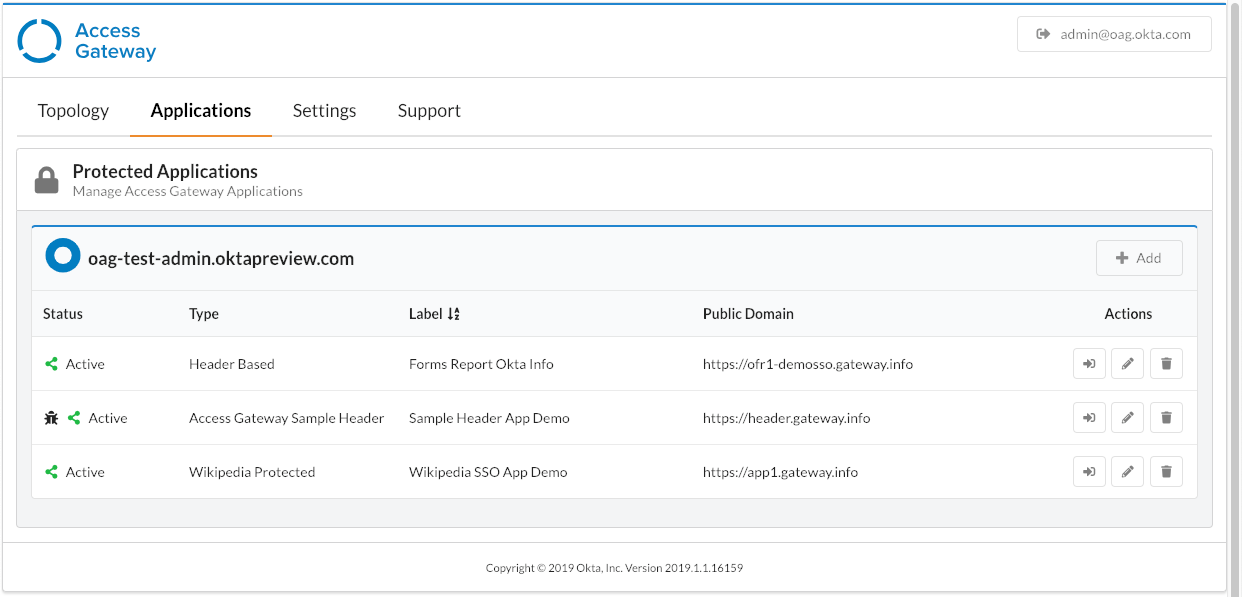 Access
Gateway
admin@oag.okta.com
Topology Applications Settings Support
Protected Applications
Manage Access Gateway Applications
oag-test-admin.oktapreview.com
Add
Status Type Label Public Domain Actions
Active Header Based Forms Report Okta Info https://ofr1-demosso.gateway.info
Active Access Gateway Sample Header Sample Header App Demo https://header.gateway.info
Active Wikipedia Protected Wikipedia SSO App Demo https://app1.gateway.info
Copyright © 2019 Okta, Inc. Version 2019.1.1.16159